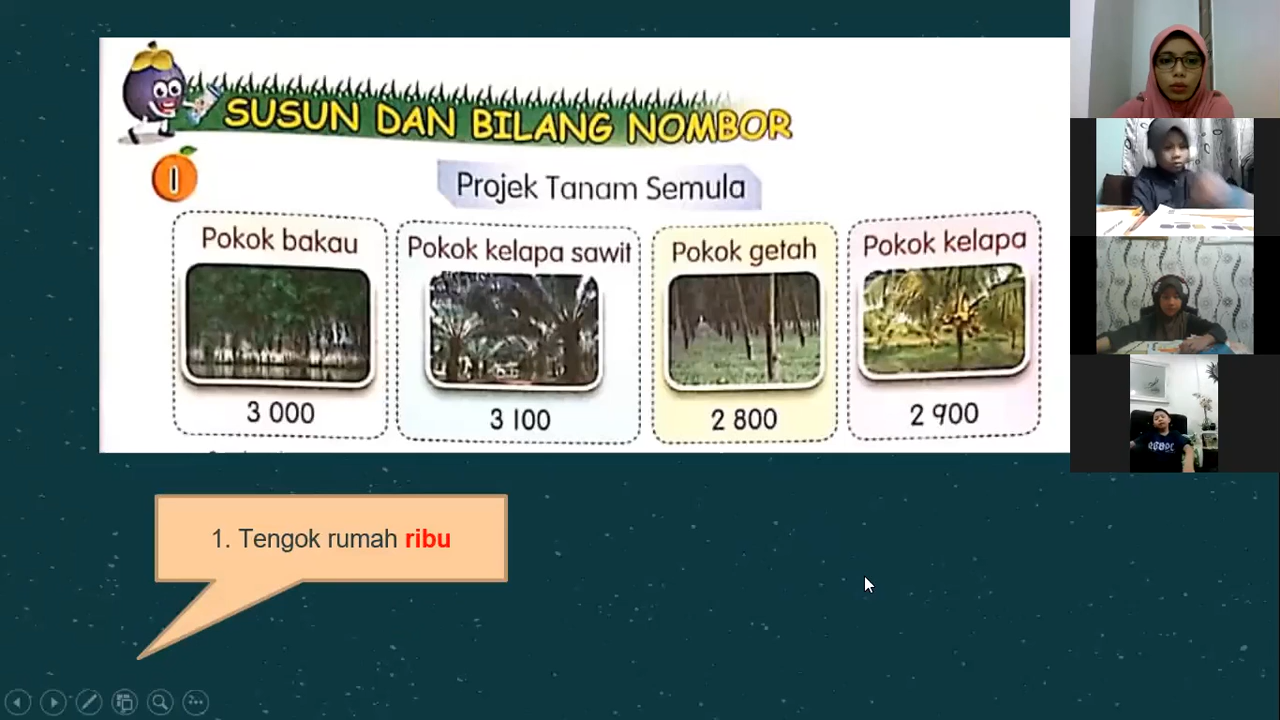 SUSUN DAN BILANG NOMBOR
1
Projek Tanam Semula
Pokok bakau
Pokok kelapa sawit
Pokok getah
Pokok kelapa
3 000
3 100
2 800
2 900
1. Tengok rumah ribu